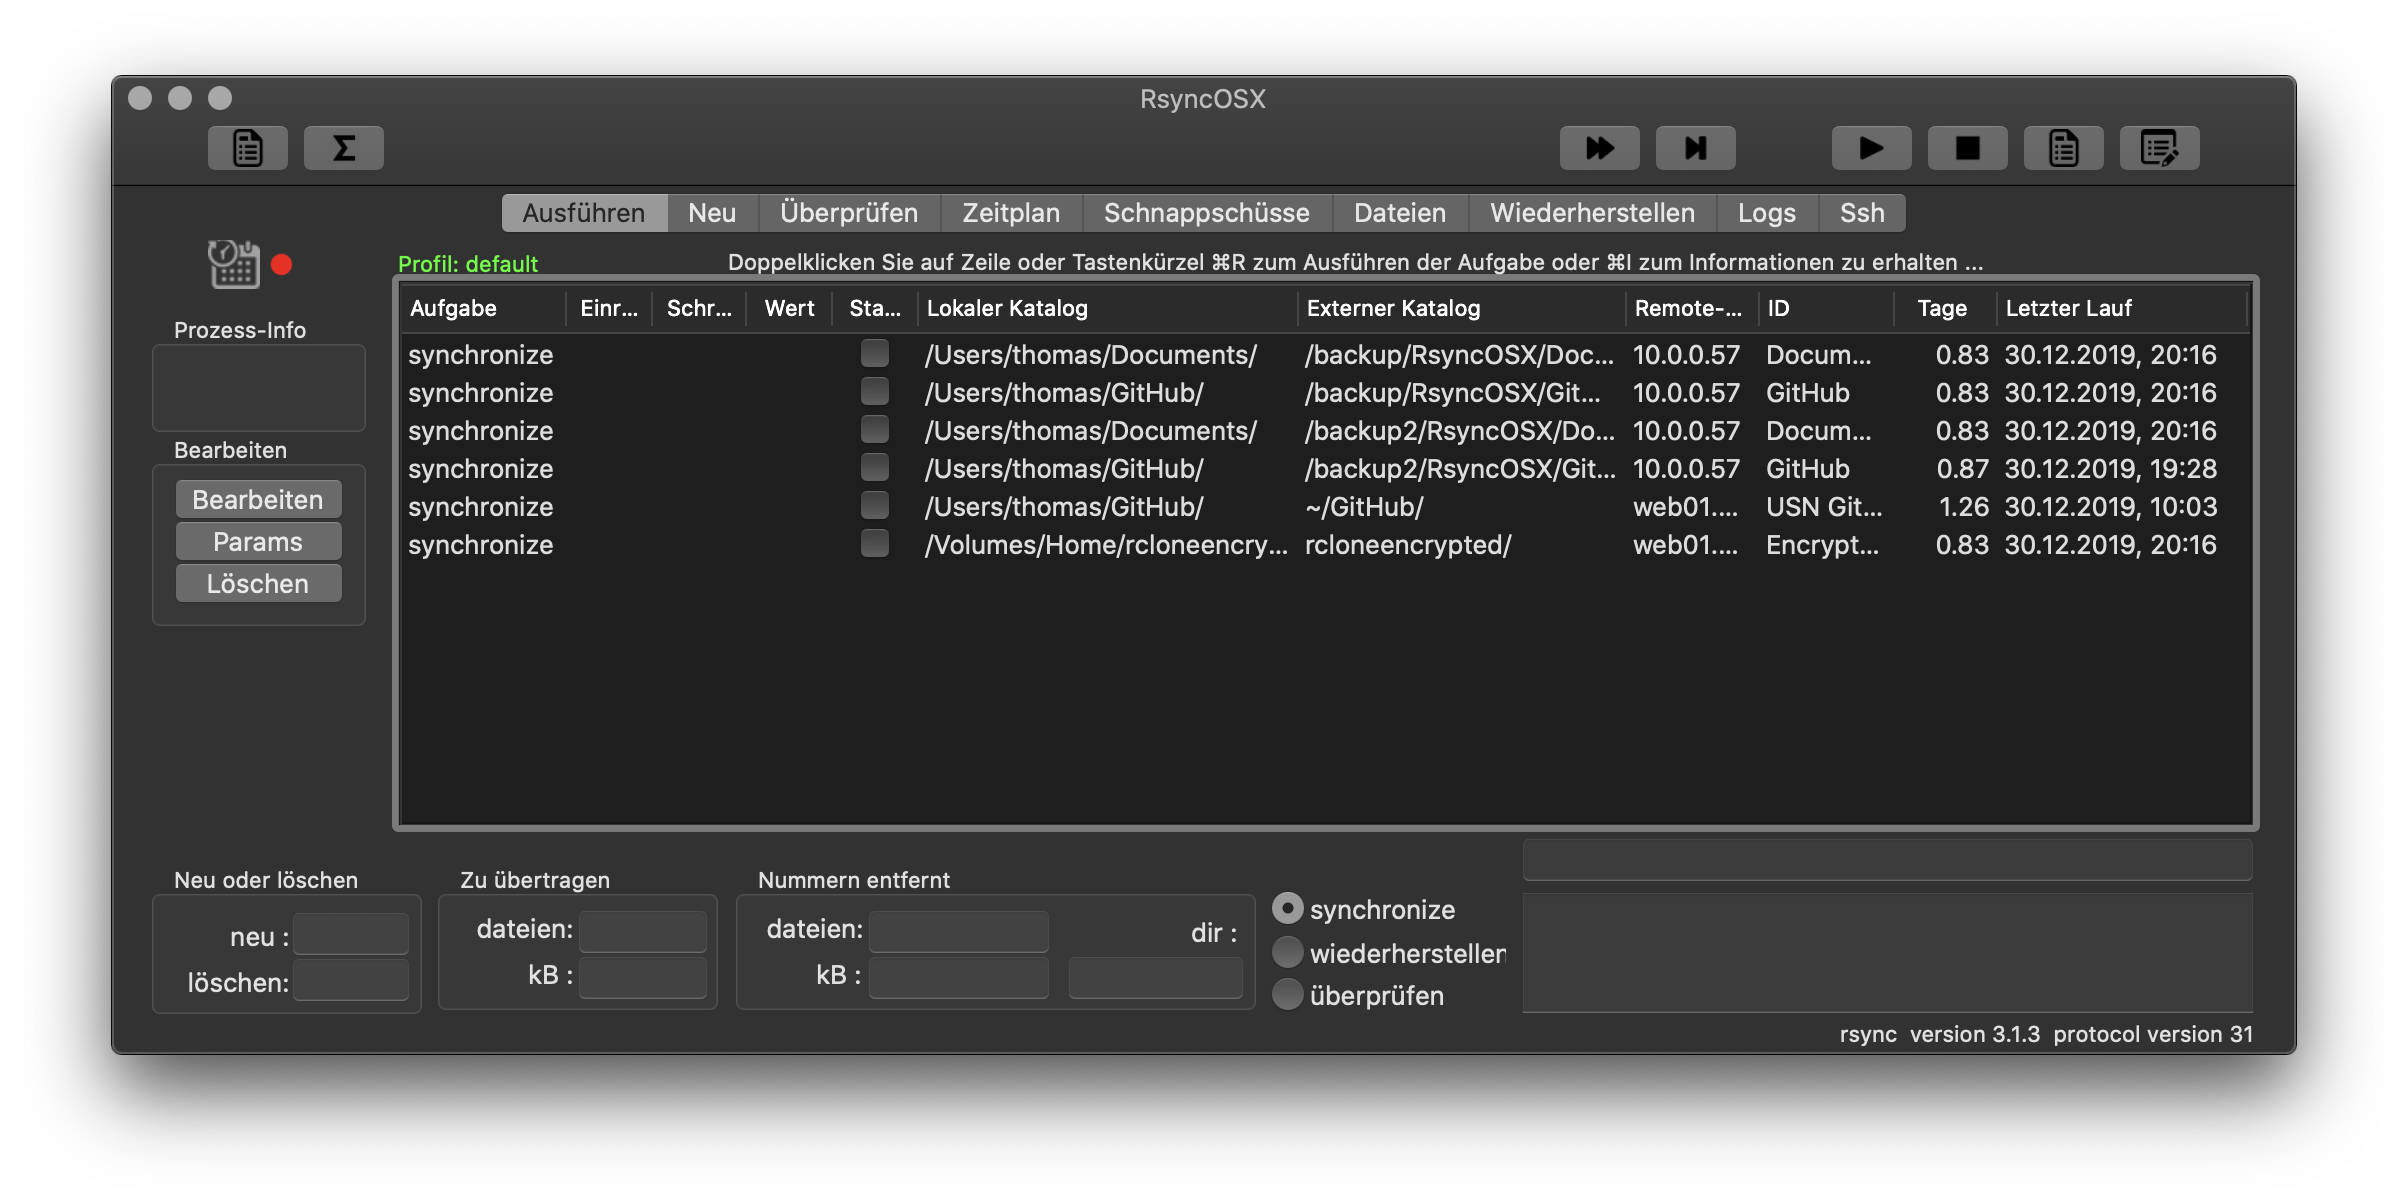 RsyncOSX
Σ
Ausführen Neu Überprüfen Zeitplan Schnappschüsse Dateien Wiederherstellen Logs Ssh
Profil: default Doppelklicken Sie auf Zeile oder Tastenkürzel ⌘R zum Ausführen der Aufgabe oder ⌘I zum Informationen zu erhalten ...
Aufgabe Einr... Schr... Wert Sta... Lokaler Katalog Externer Katalog Remote-... ID Tage Letzter Lauf
synchronize /Users/thomas/Documents/ /backup/RsyncOSX/Doc... 10.0.0.57 Docum... 0.83 30.12.2019, 20:16
synchronize /Users/thomas/GitHub/ /backup/RsyncOSX/Git... 10.0.0.57 GitHub 0.83 30.12.2019, 20:16
synchronize /Users/thomas/Documents/ /backup2/RsyncOSX/Do... 10.0.0.57 Docum... 0.83 30.12.2019, 20:16
synchronize /Users/thomas/GitHub/ /backup2/RsyncOSX/Git... 10.0.0.57 GitHub 0.87 30.12.2019, 19:28
synchronize /Users/thomas/GitHub/ ~/GitHub/ web01.... USN Git... 1.26 30.12.2019, 10:03
synchronize /Volumes/Home/rcloneencry... rcloneencrypted/ web01.... Encrypt... 0.83 30.12.2019, 20:16
Prozess-Info
Bearbeiten
Bearbeiten
Params
Löschen
Neu oder löschen
neu :
löschen:
Zu übertragen
dateien:
kB :
Nummern entfernt
dateien:
dir :
kB :
synchronize
wiederherstellen
überprüfen
rsync version 3.1.3 protocol version 31